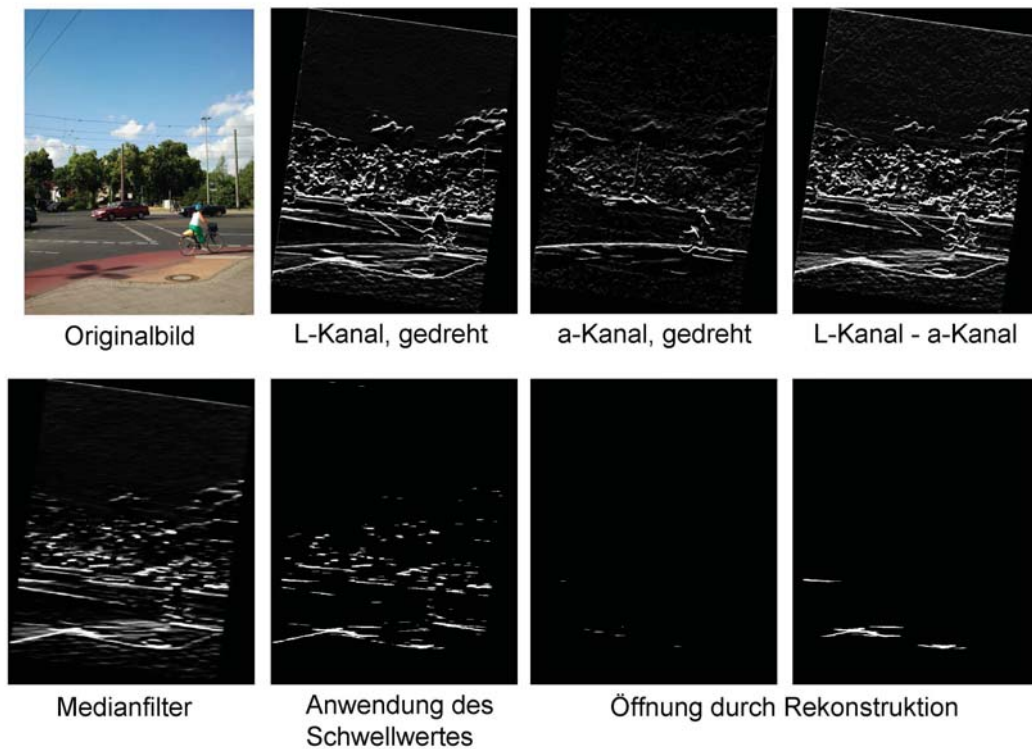 Originalbild
L-Kanal, gedreht
a-Kanal, gedreht
L-Kanal - a-Kanal
Medianfilter
Anwendung des
Schwellwertes
Öffnung durch Rekonstruktion